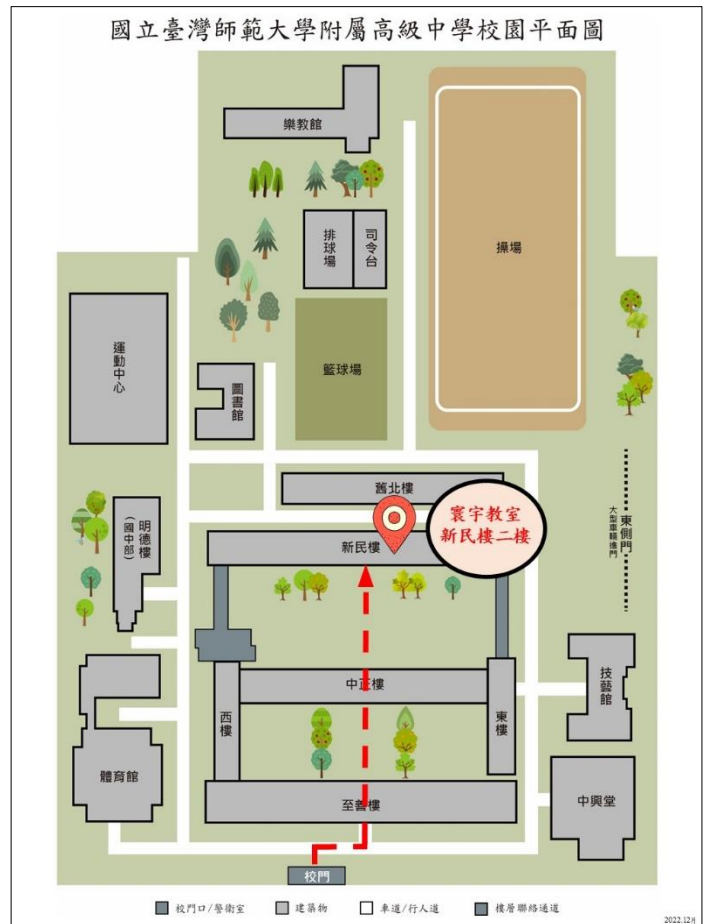 國立臺灣師範大學附屬高級中學校園平面圖
樂教館
排球場
司令台
操場
運動中心
籃球場
圖書館
舊北樓
寰宇教室
新民樓二樓
新民樓
明德樓
(國中部)
東側門
大型車輛進門
技藝館
中正樓
西樓
東樓
體育館
至善樓
中興堂
校門
校門口/警衛室
建築物
車道/行人道
樓層聯絡通道
2022.12月